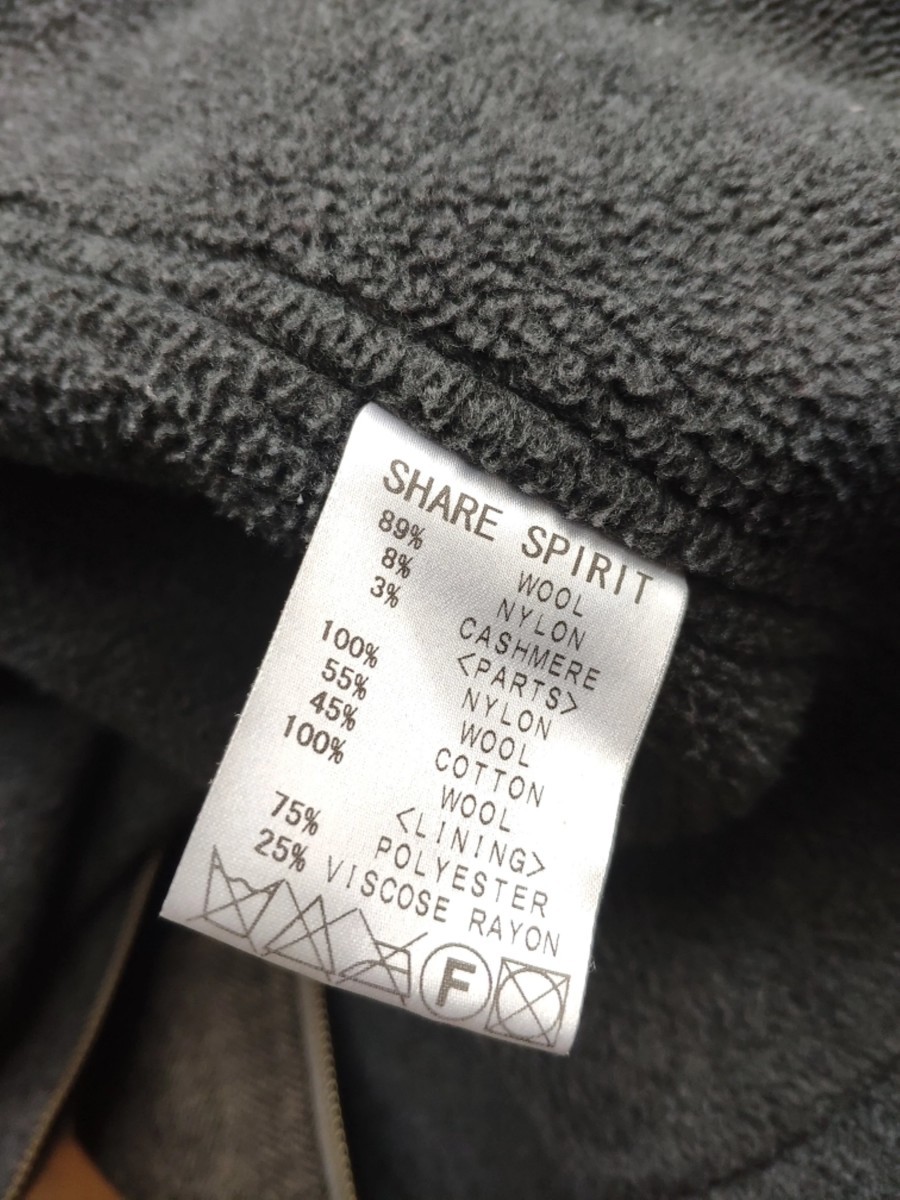 SHARE SPIRIT
89% WOOL
8% NYLON
3% CASHMERE
<PARTS>
100% NYLON
55% WOOL
45% COTTON
100% WOOL
<LINING>
75% POLYESTER
25% VISCOSE RAYON
F